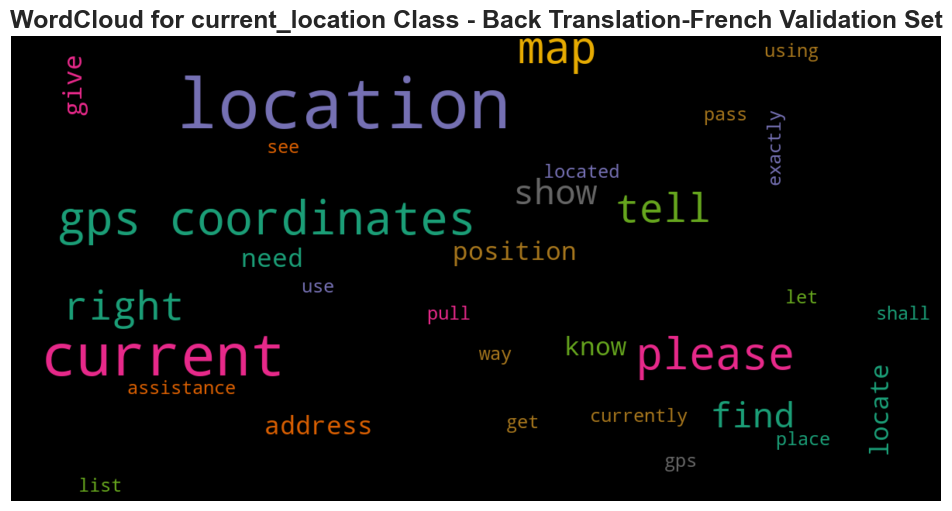 WordCloud for current_location Class - Back Translation-French Validation Set
map
using
give
location
pass
exactly
see
located
show
tell
gps coordinates
position
need
use
right
let
pull
shall
current
way
know
please
assistance
locate
address
get
currently
find
place
gps
list